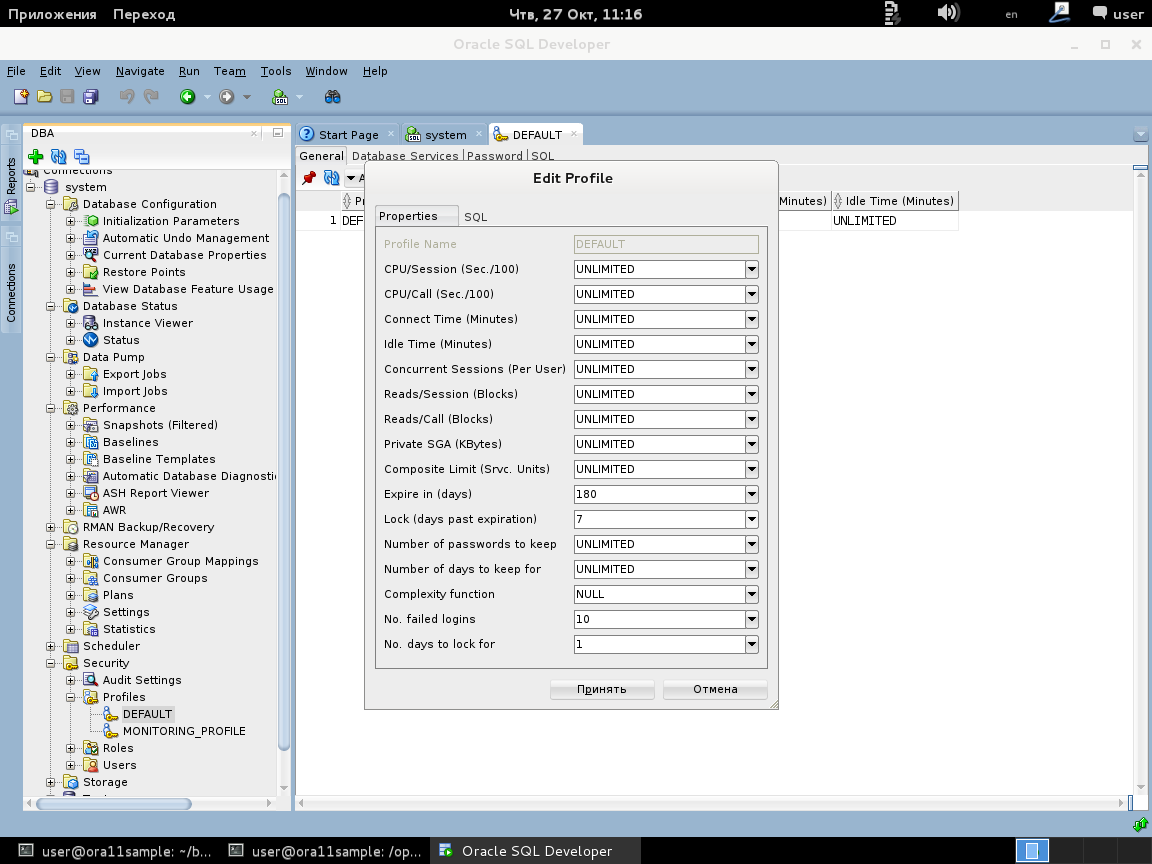 Приложения Переход Чтв, 27 Окт, 11:16 en user
Oracle SQL Developer
File Edit View Navigate Run Team Tools Window Help
Reports
Connections
DBA
Connections
system
Database Configuration
Initialization Parameters
Automatic Undo Management
Current Database Properties
Restore Points
View Database Feature Usage
Database Status
Instance Viewer
Status
Data Pump
Export Jobs
Import Jobs
Performance
Snapshots (Filtered)
Baselines
Baseline Templates
Automatic Database Diagnosti
ASH Report Viewer
AWR
RMAN Backup/Recovery
Resource Manager
Consumer Group Mappings
Consumer Groups
Plans
Settings
Statistics
Scheduler
Security
Audit Settings
Profiles
DEFAULT
MONITORING_PROFILE
Roles
Users
Storage
Start Page system DEFAULT
General Database Services Password SQL
Minutes) Idle Time (Minutes)
1 DEF UNLIMITED
Edit Profile
Properties SQL
Profile Name DEFAULT
CPU/Session (Sec./100) UNLIMITED
CPU/Call (Sec./100) UNLIMITED
Connect Time (Minutes) UNLIMITED
Idle Time (Minutes) UNLIMITED
Concurrent Sessions (Per User) UNLIMITED
Reads/Session (Blocks) UNLIMITED
Reads/Call (Blocks) UNLIMITED
Private SGA (KBytes) UNLIMITED
Composite Limit (Srvc. Units) UNLIMITED
Expire in (days) 180
Lock (days past expiration) 7
Number of passwords to keep UNLIMITED
Number of days to keep for UNLIMITED
Complexity function NULL
No. failed logins 10
No. days to lock for 1
Принять Отмена
user@ora11sample: ~/b... user@ora11sample: /op... Oracle SQL Developer